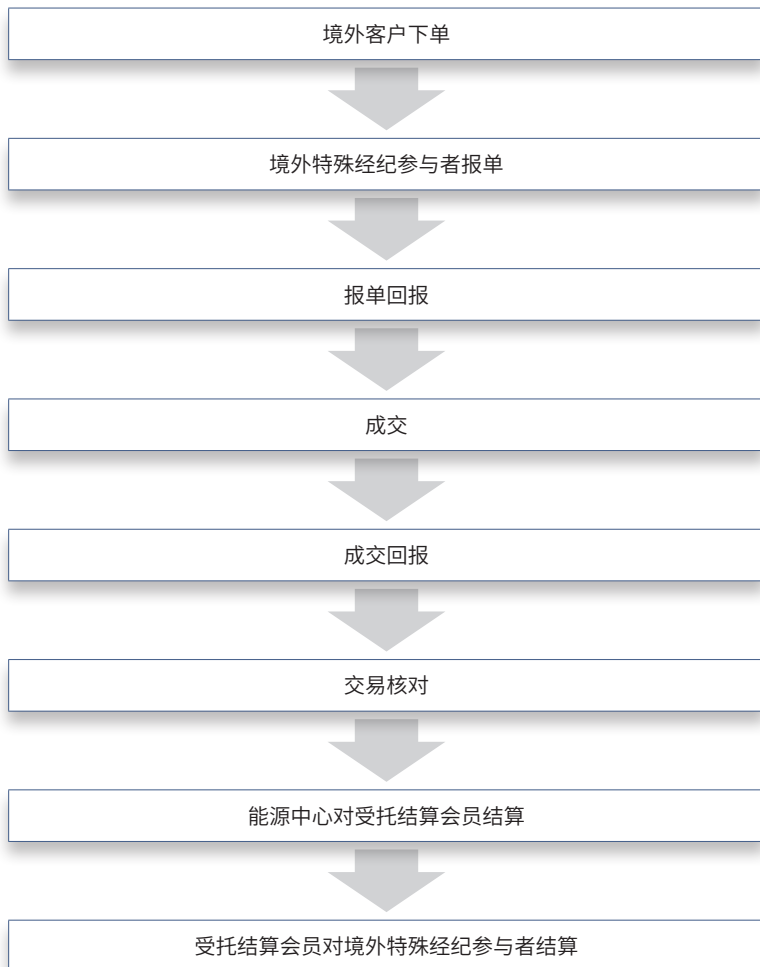 境外客户下单
境外特殊经纪参与者报单
报单回报
成交
成交回报
交易核对
能源中心对受托结算会员结算
受托结算会员对境外特殊经纪参与者结算